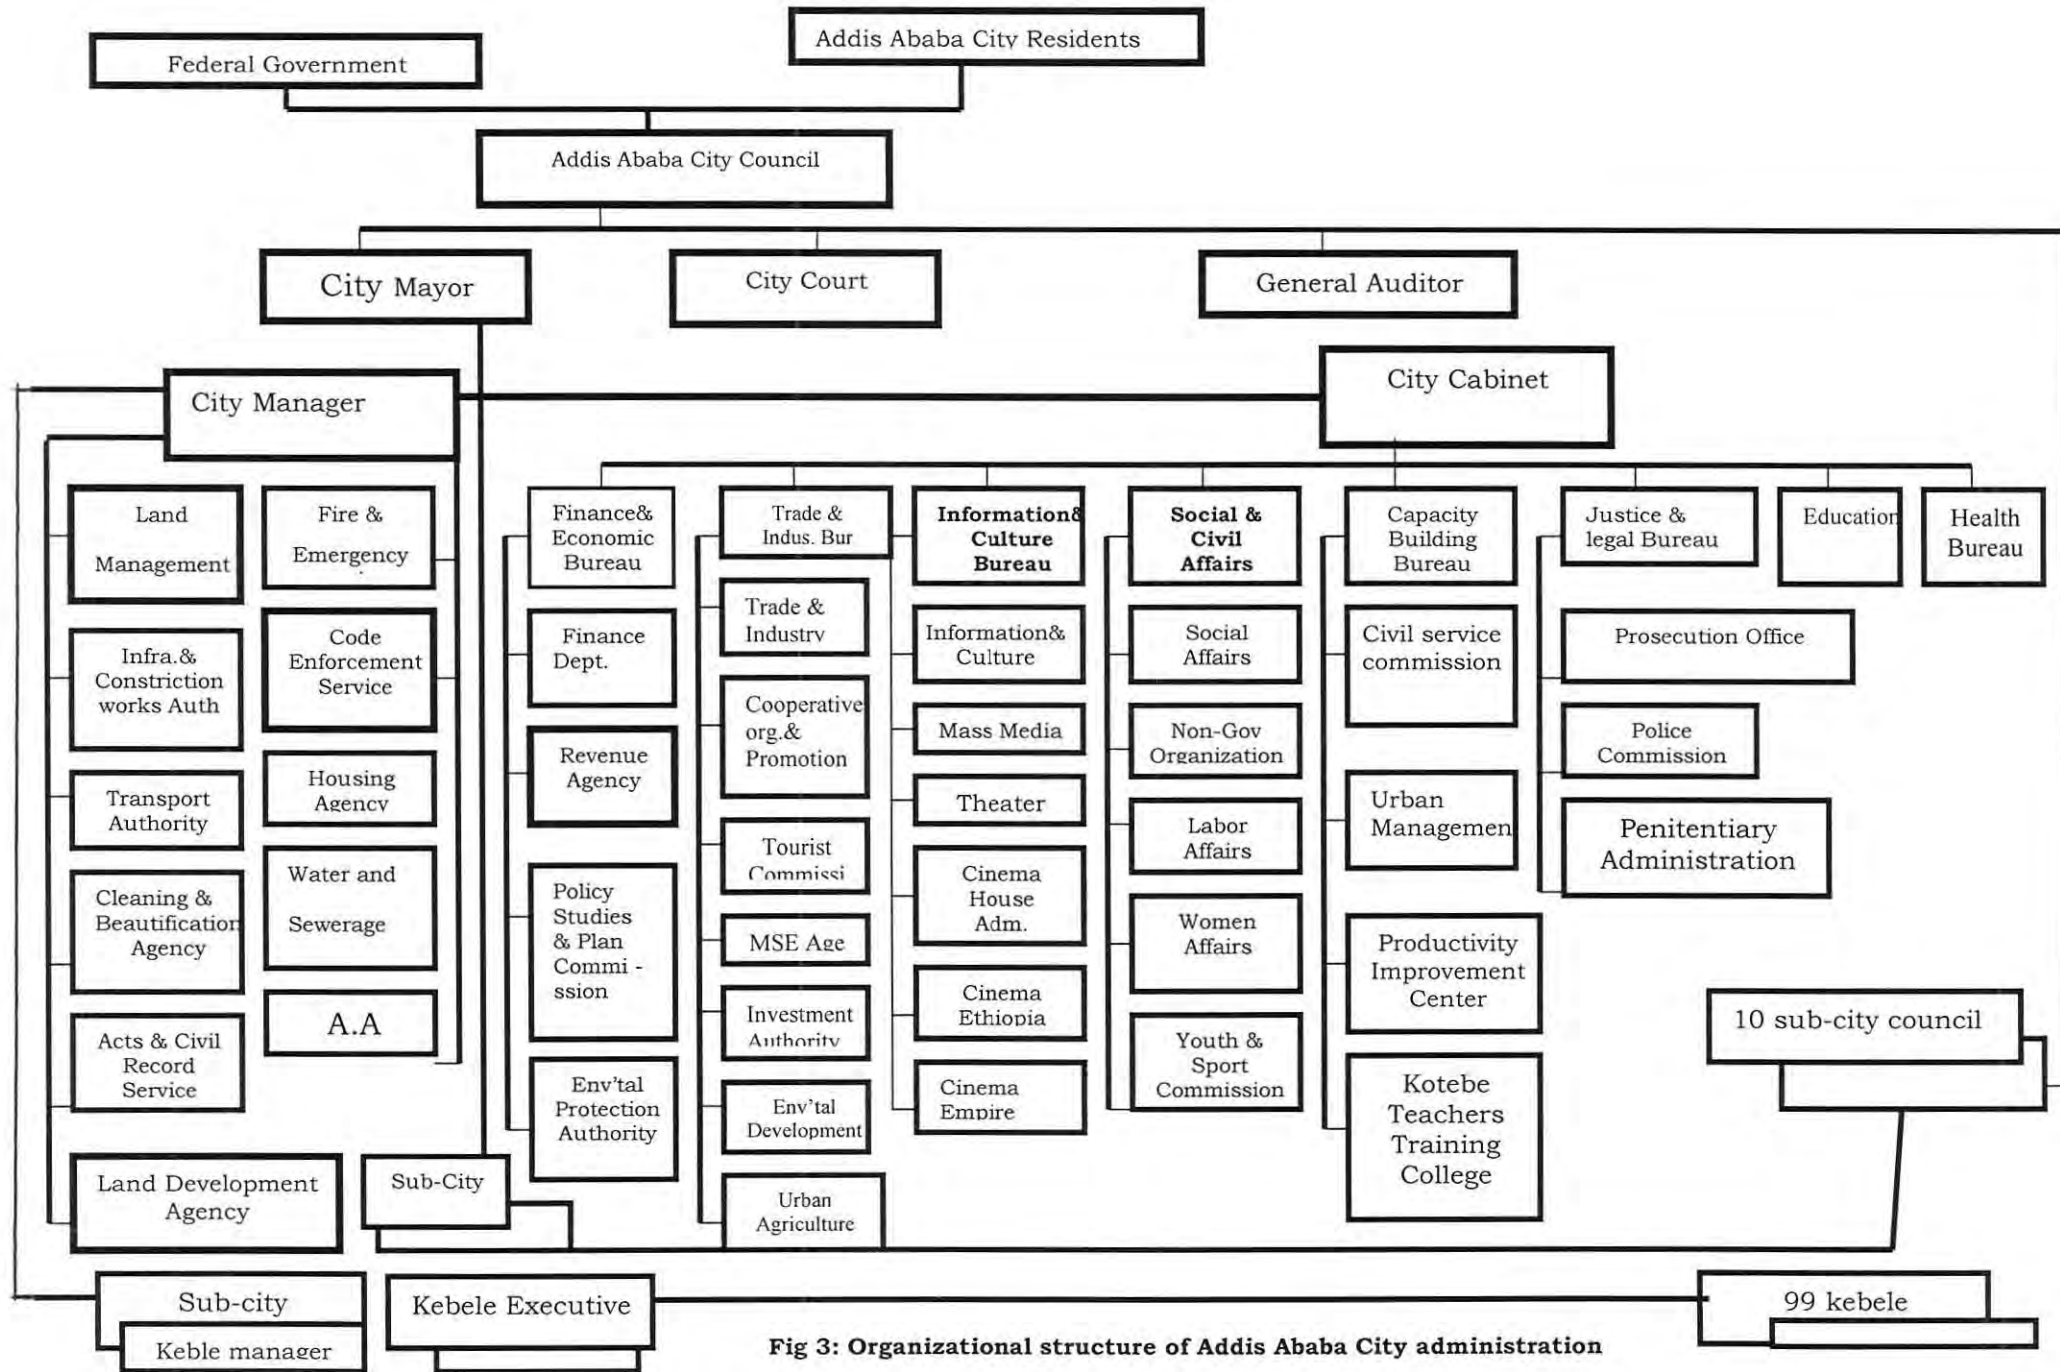 Addis Ababa City Residents
Federal Government
Addis Ababa City Council
City Mayor
City Court
General Auditor
City Manager
City Cabinet
Land
Management
Infra.&
Constriction
works Auth
Transport
Authority
Cleaning &
Beautification
Agency
Acts & Civil
Record
Service
Land Development
Agency
Fire &
Emergency
Code
Enforcement
Service
Housing
Agency
Water and
Sewerage
A.A
Sub-City
Finance&
Economic
Bureau
Finance
Dept.
Revenue
Agency
Policy
Studies
& Plan
Commi -
ssion
Env'tal
Protection
Authority
Trade &
Indus. Bur
Trade &
Industry
Cooperative
org.&
Promotion
Tourist
Commissi
MSE Age
Investment
Authority
Env'tal
Development
Urban
Agriculture
Information&
Culture
Bureau
Information&
Culture
Mass Media
Theater
Cinema
House
Adm.
Cinema
Ethiopia
Cinema
Empire
Social &
Civil
Affairs
Social
Affairs
Non-Gov
Organization
Labor
Affairs
Women
Affairs
Youth &
Sport
Commission
Capacity
Building
Bureau
Civil service
commission
Urban
Managemen
Productivity
Improvement
Center
Kotebe
Teachers
Training
College
Justice &
legal Bureau
Prosecution Office
Police
Commission
Penitentiary
Administration
Education
Health
Bureau
10 sub-city council
Sub-city
Keble manager
Kebele Executive
99 kebele
Fig 3: Organizational structure of Addis Ababa City administration